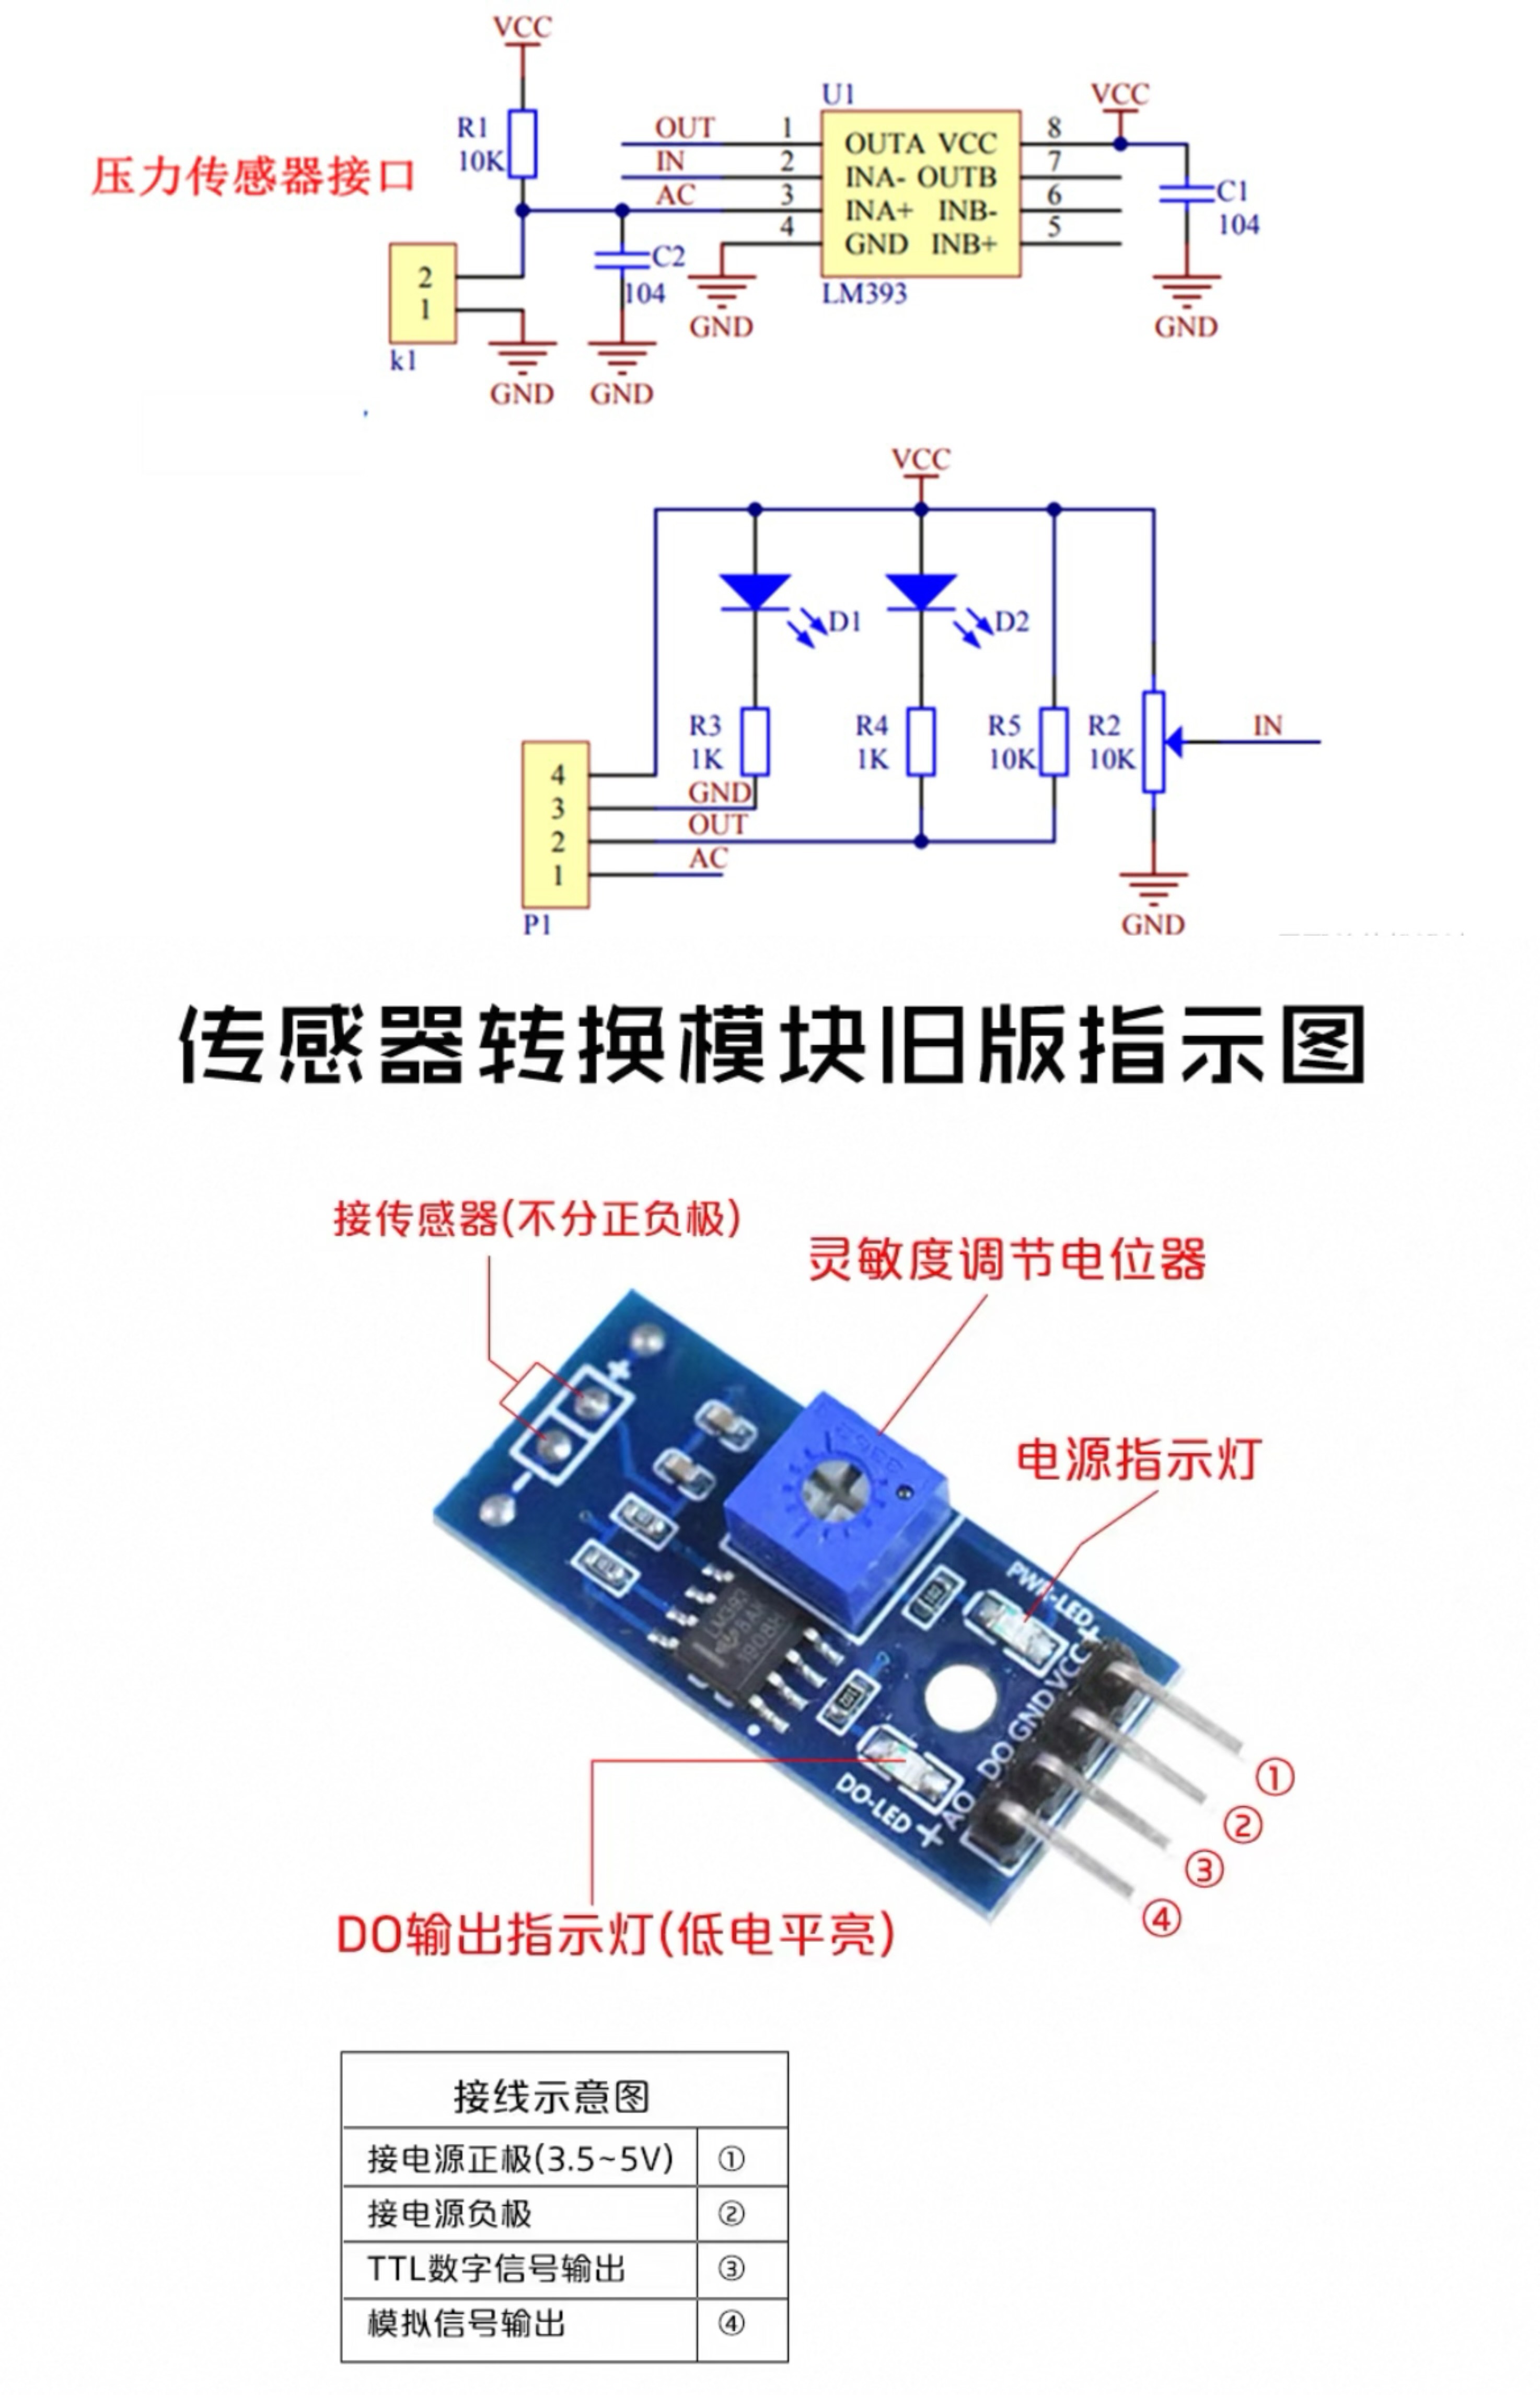 VCC
R1
10K
压力传感器接口
2
1
k1
GND
C2
104
GND
OUT
IN
AC
1
2
3
4
GND
U1
OUTA VCC
INA- OUTB
INA+ INB-
GND INB+
LM393
8
7
6
5
VCC
C1
104
GND
VCC
D1
D2
R3
1K
R4
1K
R5
10K
R2
10K
IN
4
3
2
1
P1
GND
OUT
AC
GND
传感器转换模块旧版指示图
接传感器(不分正负极)
灵敏度调节电位器
电源指示灯
+
-
PWR-LED+
VCC
GND
DO
AO
DO-LED +
①
②
③
④
DO输出指示灯(低电平亮)
接线示意图
接电源正极(3.5~5V) ①
接电源负极 ②
TTL数字信号输出 ③
模拟信号输出 ④